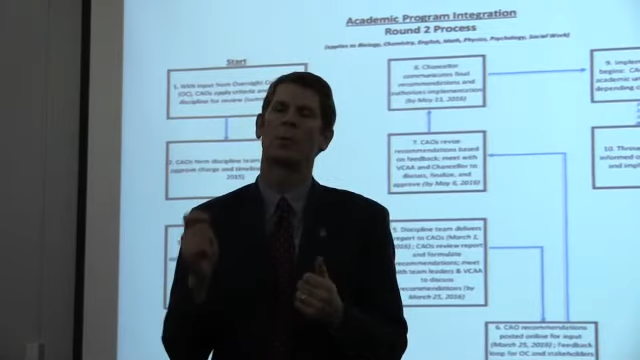 Academic Program Integration
Round 2 Process
(applies to Biology, Chemistry, English, Math, Physics, Psychology, Social Work)
Start
1. With input from Oversight
(OC), CAOs apply criteria and
discipline for review
2. CAOs form discipline team
approve charge and timeline
2015)
8. Chancellor
communicates final
recommendations and
authorizes implementation
(by May 13, 2016)
7. CAOs revise
recommendations based
on feedback; meet with
VCAA and Chancellor to
discuss, finalize, and
approve (by May 6, 2016)
5. Discipline team delivers
report to CAOs (March 1,
2016); CAOs review report
and formulate
recommendations; meet
with team leaders & VCAA
to discuss
recommendations (by
March 25, 2016)
6. CAO recommendations
posted online for input
(March 25, 2016); Feedback
loop for OC and stakeholders
9. Implem
begins: CA
academic un
depending o
10. Throu
informed o
and impl